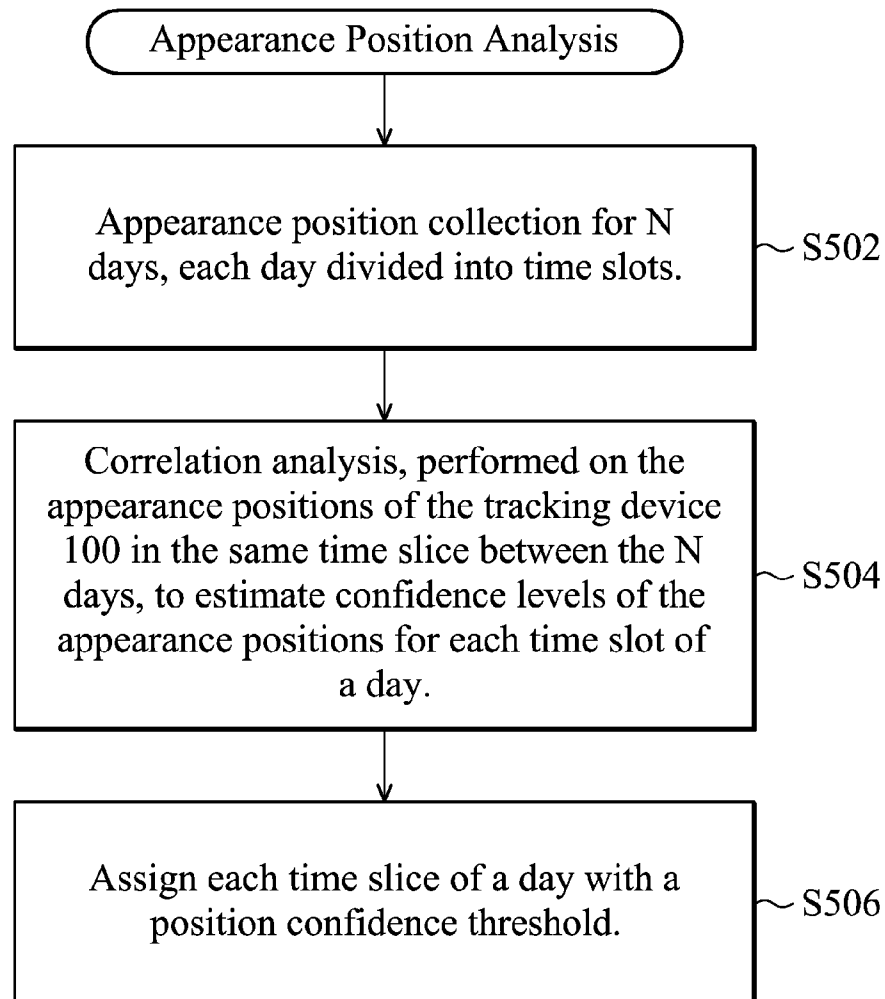 Appearance Position Analysis
Appearance position collection for N
days, each day divided into time slots.
S502
Correlation analysis, performed on the
appearance positions of the tracking device
100 in the same time slice between the N
days, to estimate confidence levels of the
appearance positions for each time slot of
a day.
S504
Assign each time slice of a day with a
position confidence threshold.
S506